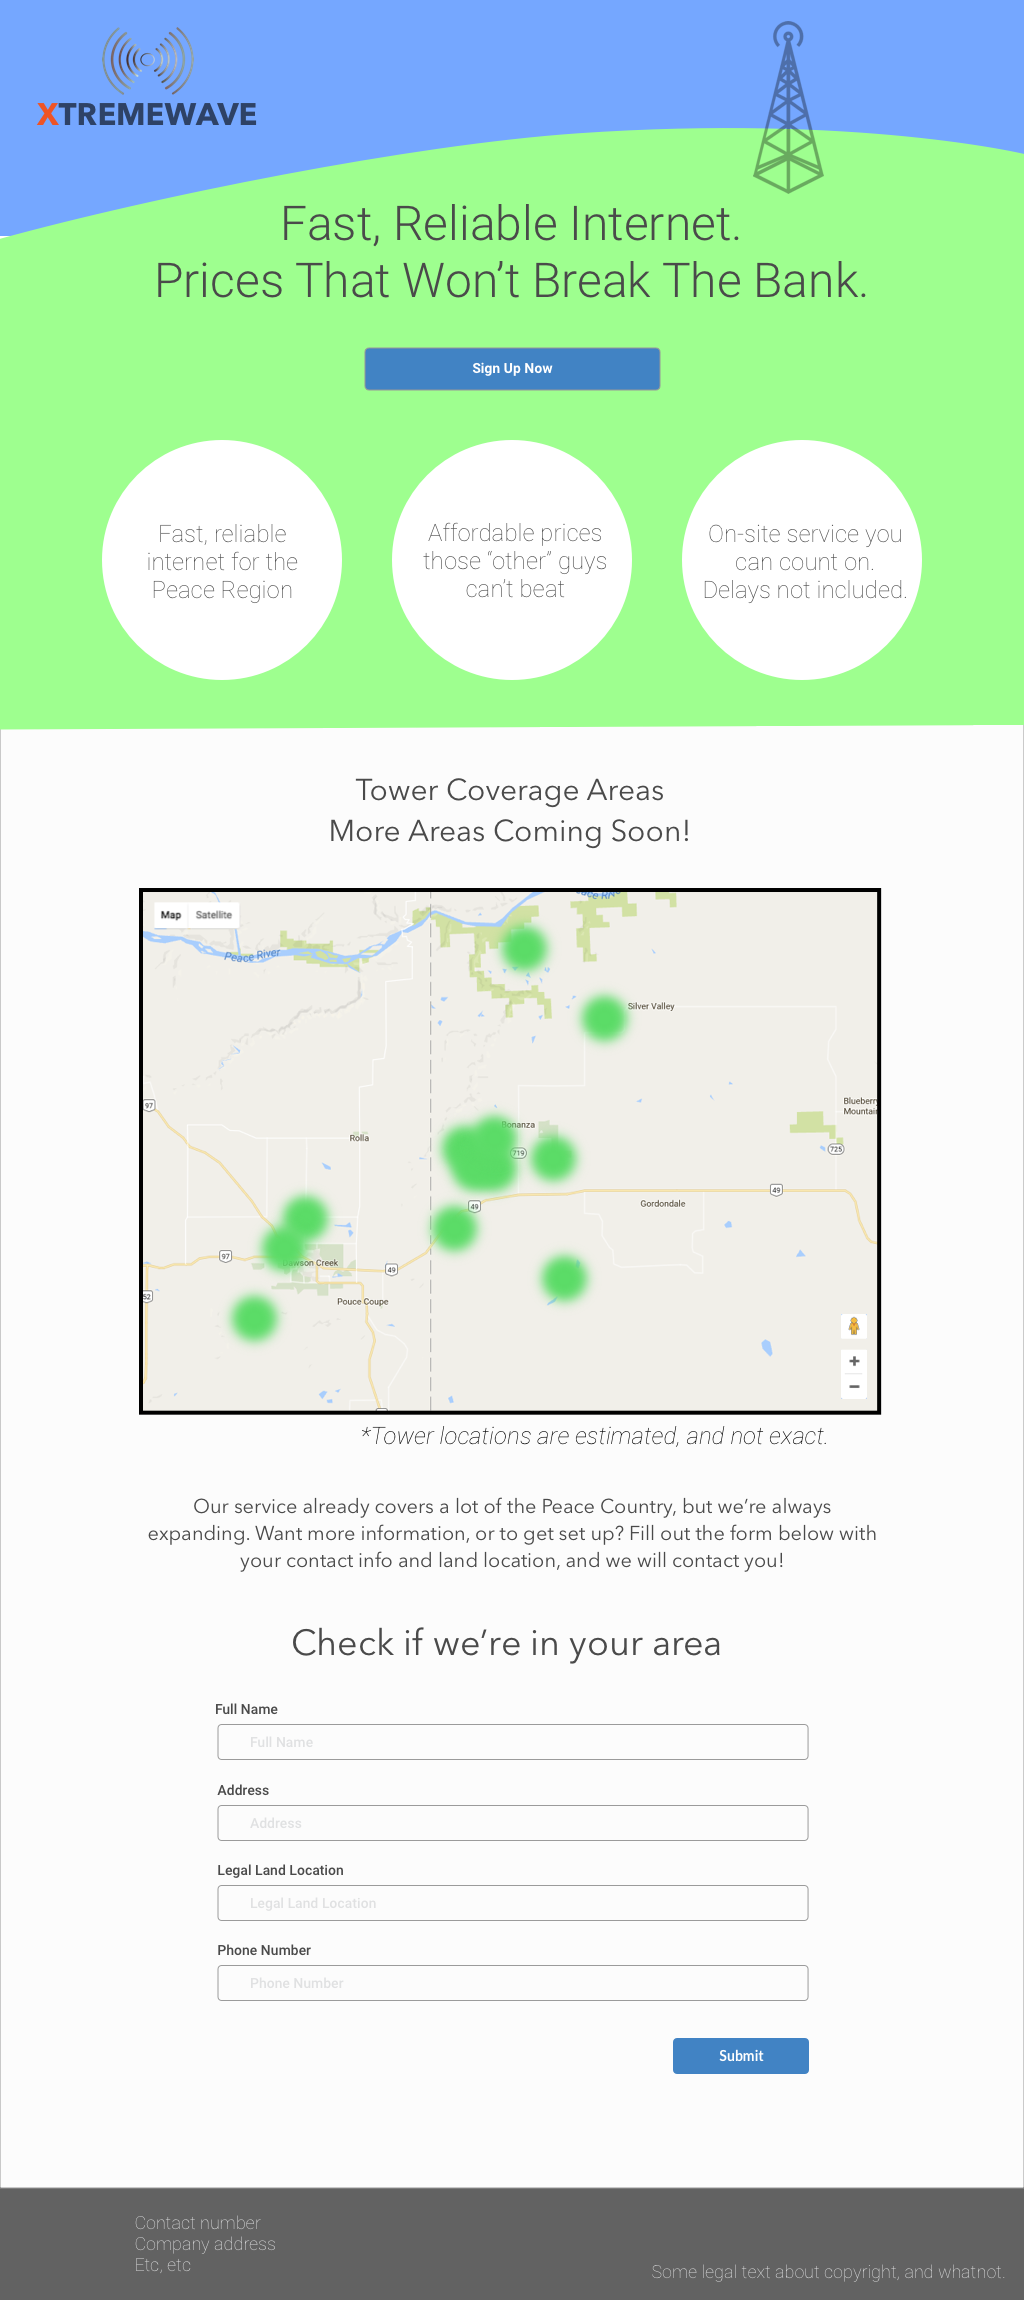 XTREMEWAVE
Fast, Reliable Internet.
Prices That Won't Break The Bank.
Sign Up Now
Fast, reliable
internet for the
Peace Region
Affordable prices
those “other” guys
can't beat
On-site service you
can count on.
Delays not included.
Tower Coverage Areas
More Areas Coming Soon!
Map
Satellite
Peace River
Silver Valley
97
Blueberry
Mountain
Rolla
Bonanza
719
725
49
49
Gordondale
97
Dawson Creek
49
52
Pouce Coupe
*Tower locations are estimated, and not exact.
Our service already covers a lot of the Peace Country, but we're always
expanding. Want more information, or to get set up? Fill out the form below with
your contact info and land location, and we will contact you!
Check if we're in your area
Full Name
Full Name
Address
Address
Legal Land Location
Legal Land Location
Phone Number
Phone Number
Submit
Contact number
Company address
Etc, etc
Some legal text about copyright, and whatnot.